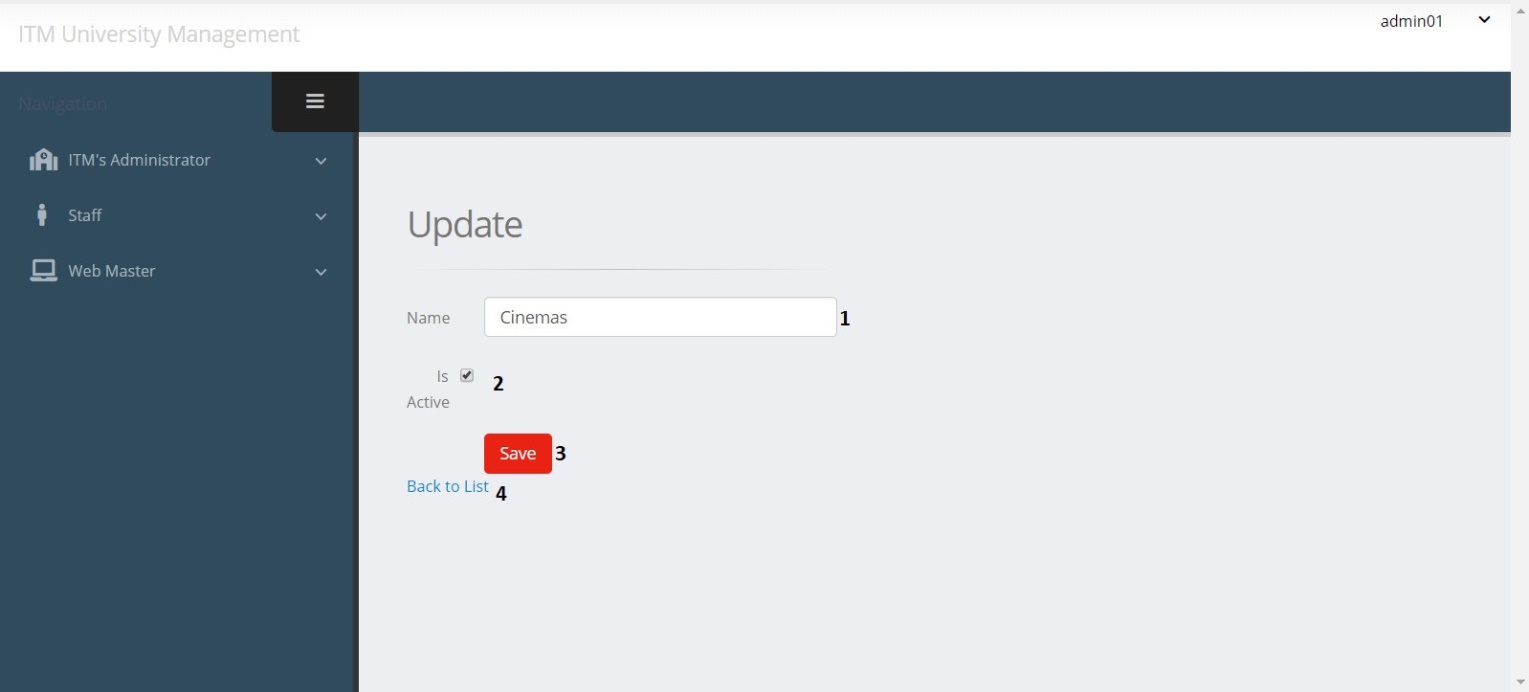 ITM University Management
admin01
Navigation
ITM's Administrator
Staff
Web Master
Update
Name Cinemas 1
Is 2
Active
Save 3
Back to List 4